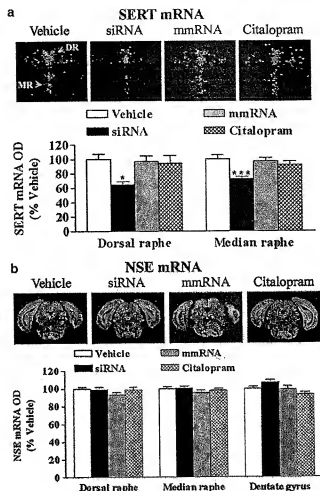 a
SERT mRNA
Vehicle siRNA mmRNA Citalopram
DR
MR
Vehicle mmRNA
siRNA Citalopram
SERT mRNA OD
(% Vehicle)
120
100
80
60
40
20
0
*
***
Dorsal raphe Median raphe
b
NSE mRNA
Vehicle siRNA mmRNA Citalopram
Vehicle mmRNA
siRNA Citalopram
NSE mRNA OD
(% Vehicle)
120
100
80
60
40
20
0
Dorsal raphe Median raphe Dentate gyrus